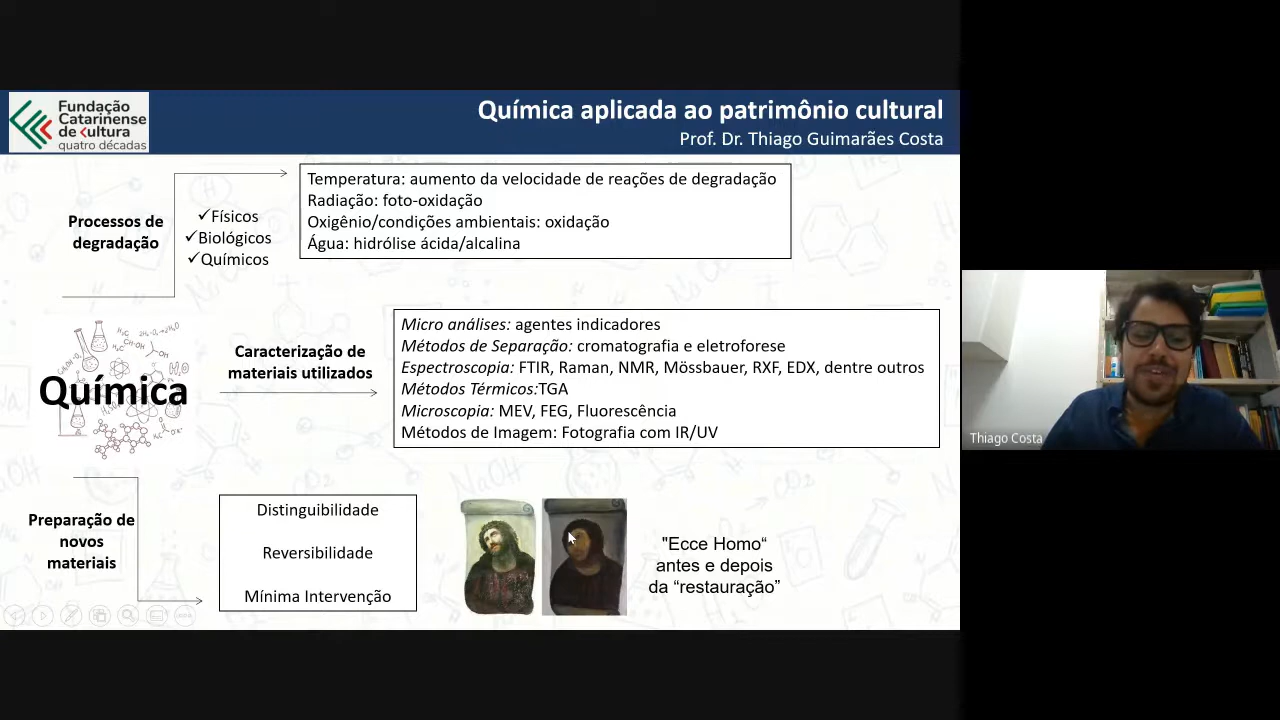 Fundação
Catarinense
de cultura
quatro décadas
Química aplicada ao patrimônio cultural
Prof. Dr. Thiago Guimarães Costa
Processos de
degradação
✓Físicos
✓Biológicos
✓Químicos
Temperatura: aumento da velocidade de reações de degradação
Radiação: foto-oxidação
Oxigênio/condições ambientais: oxidação
Água: hidrólise ácida/alcalina
Química
Caracterização de
materiais utilizados
Micro análises: agentes indicadores
Métodos de Separação: cromatografia e eletroforese
Espectroscopia: FTIR, Raman, NMR, Mössbauer, RXF, EDX, dentre outros
Métodos Térmicos:TGA
Microscopia: MEV, FEG, Fluorescência
Métodos de Imagem: Fotografia com IR/UV
Preparação de
novos
materiais
Distinguibilidade
Reversibilidade
Mínima Intervenção
"Ecce Homo“
antes e depois
da “restauração”
Thiago Costa